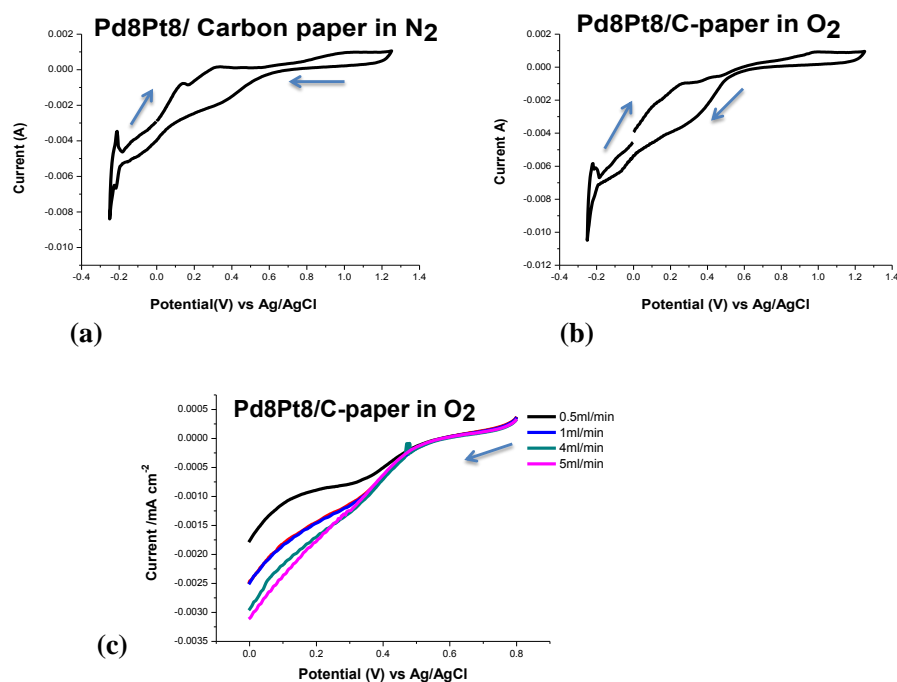 Pd8Pt8/ Carbon paper in N2
0.002
0.000
-0.002
-0.004
-0.006
-0.008
-0.010
Current (A)
-0.4 -0.2 0.0 0.2 0.4 0.6 0.8 1.0 1.2 1.4
Potential(V) vs Ag/AgCl
(a)
Pd8Pt8/C-paper in O2
0.002
0.000
-0.002
-0.004
-0.006
-0.008
-0.010
-0.012
Current A)
-0.4 -0.2 0.0 0.2 0.4 0.6 0.8 1.0 1.2 1.4
Potential (V) vs Ag/AgCl
(b)
Pd8Pt8/C-paper in O2
0.0005
0.0000
-0.0005
-0.0010
-0.0015
-0.0020
-0.0025
-0.0030
-0.0035
Current /mA cm-2
0.0 0.2 0.4 0.6 0.8
Potential (V) vs Ag/AgCl
0.5ml/min
1ml/min
4ml/min
5ml/min
(c)